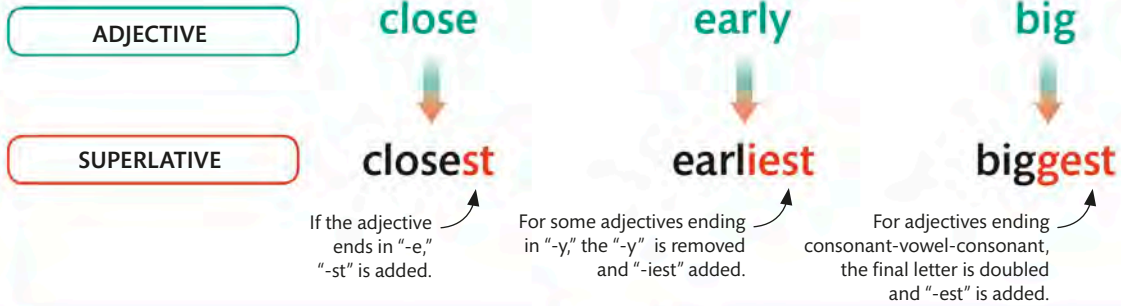 ADJECTIVE
close
early
big
SUPERLATIVE
closest
earliest
biggest
If the adjective
ends in “-e,”
“-st” is added.
For some adjectives ending
in “-y,” the “-y” is removed
and “-iest” added.
For adjectives ending
consonant-vowel-consonant,
the final letter is doubled
and “-est” is added.